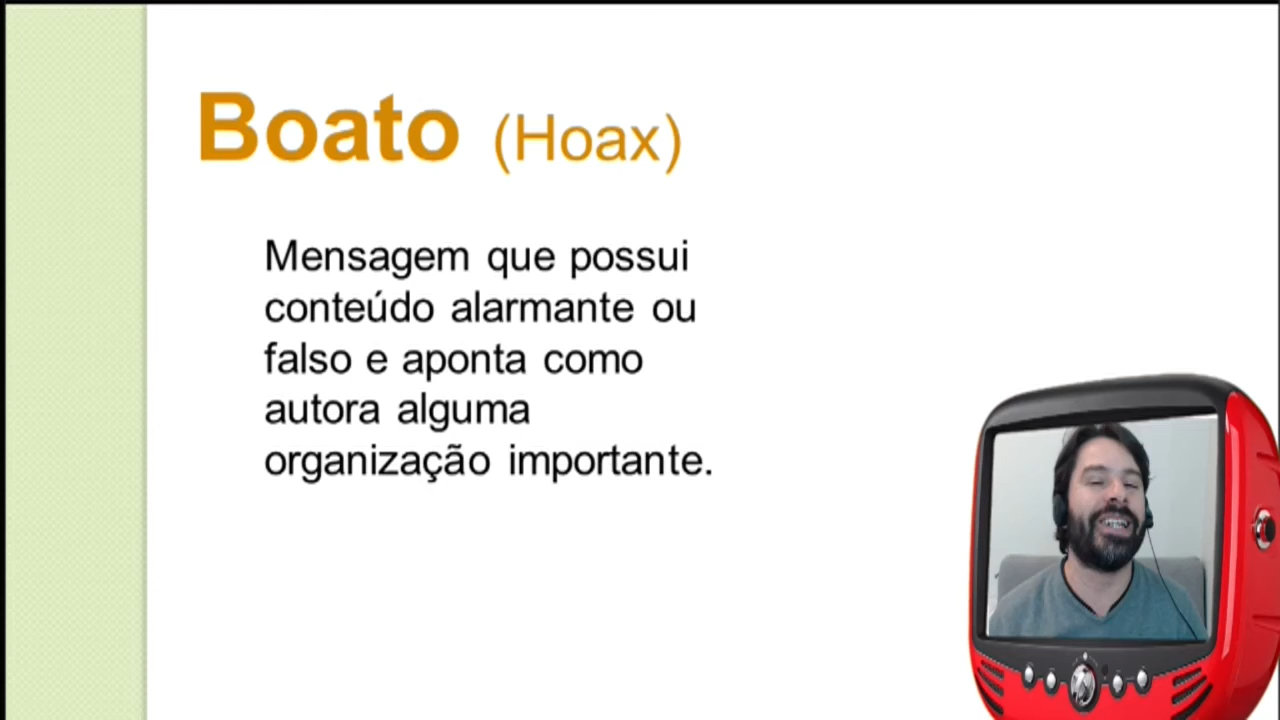 Boato (Hoax)
Mensagem que possui
conteúdo alarmante ou
falso e aponta como
autora alguma
organização importante.